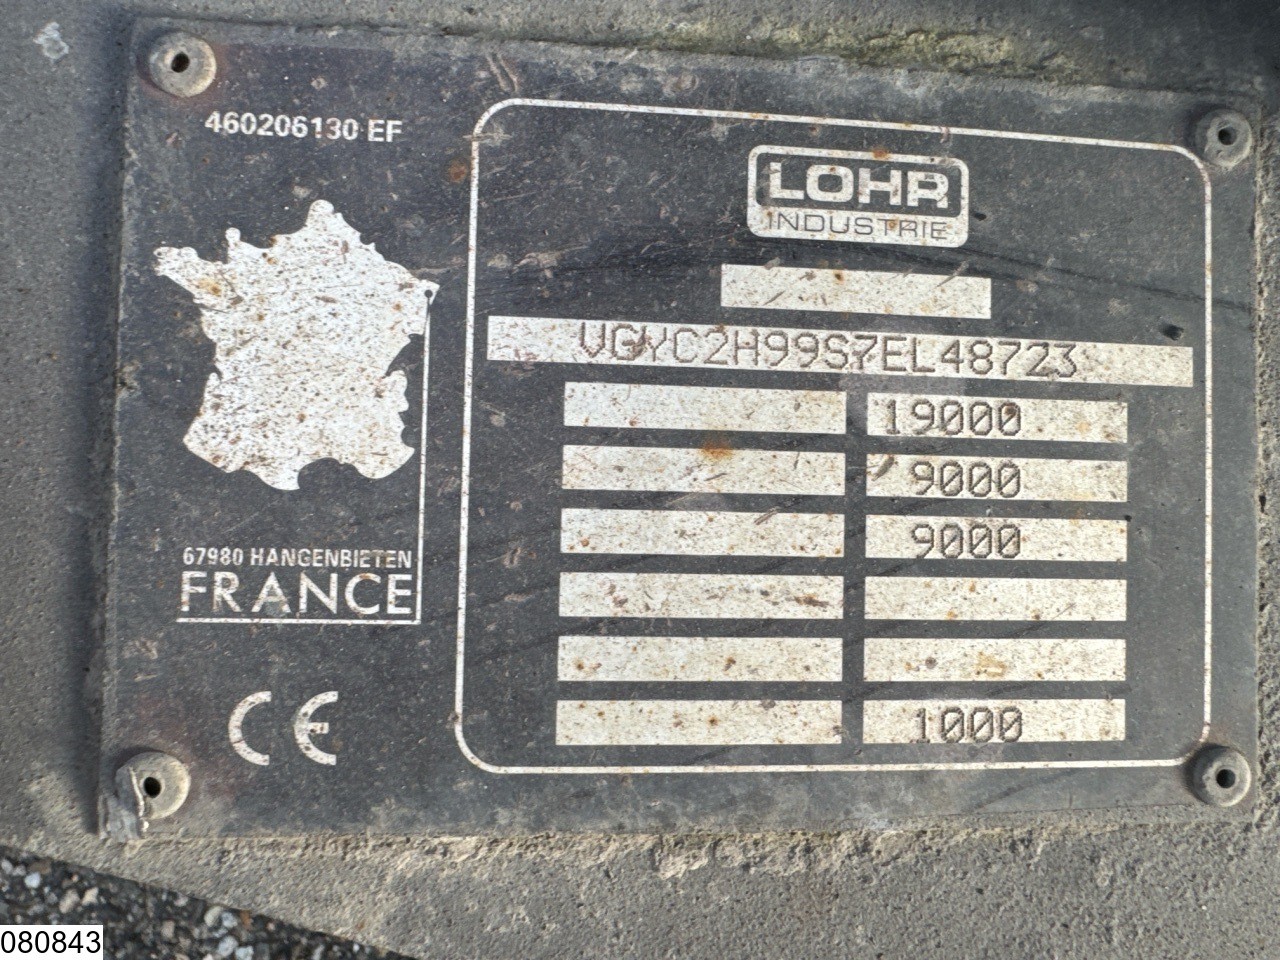 460206130 EF
LOHR
INDUSTRIE
VGYC2H99S7EL48723
19000
9000
9000
1000
67980 HANGENBIETEN
FRANCE
CE
080843